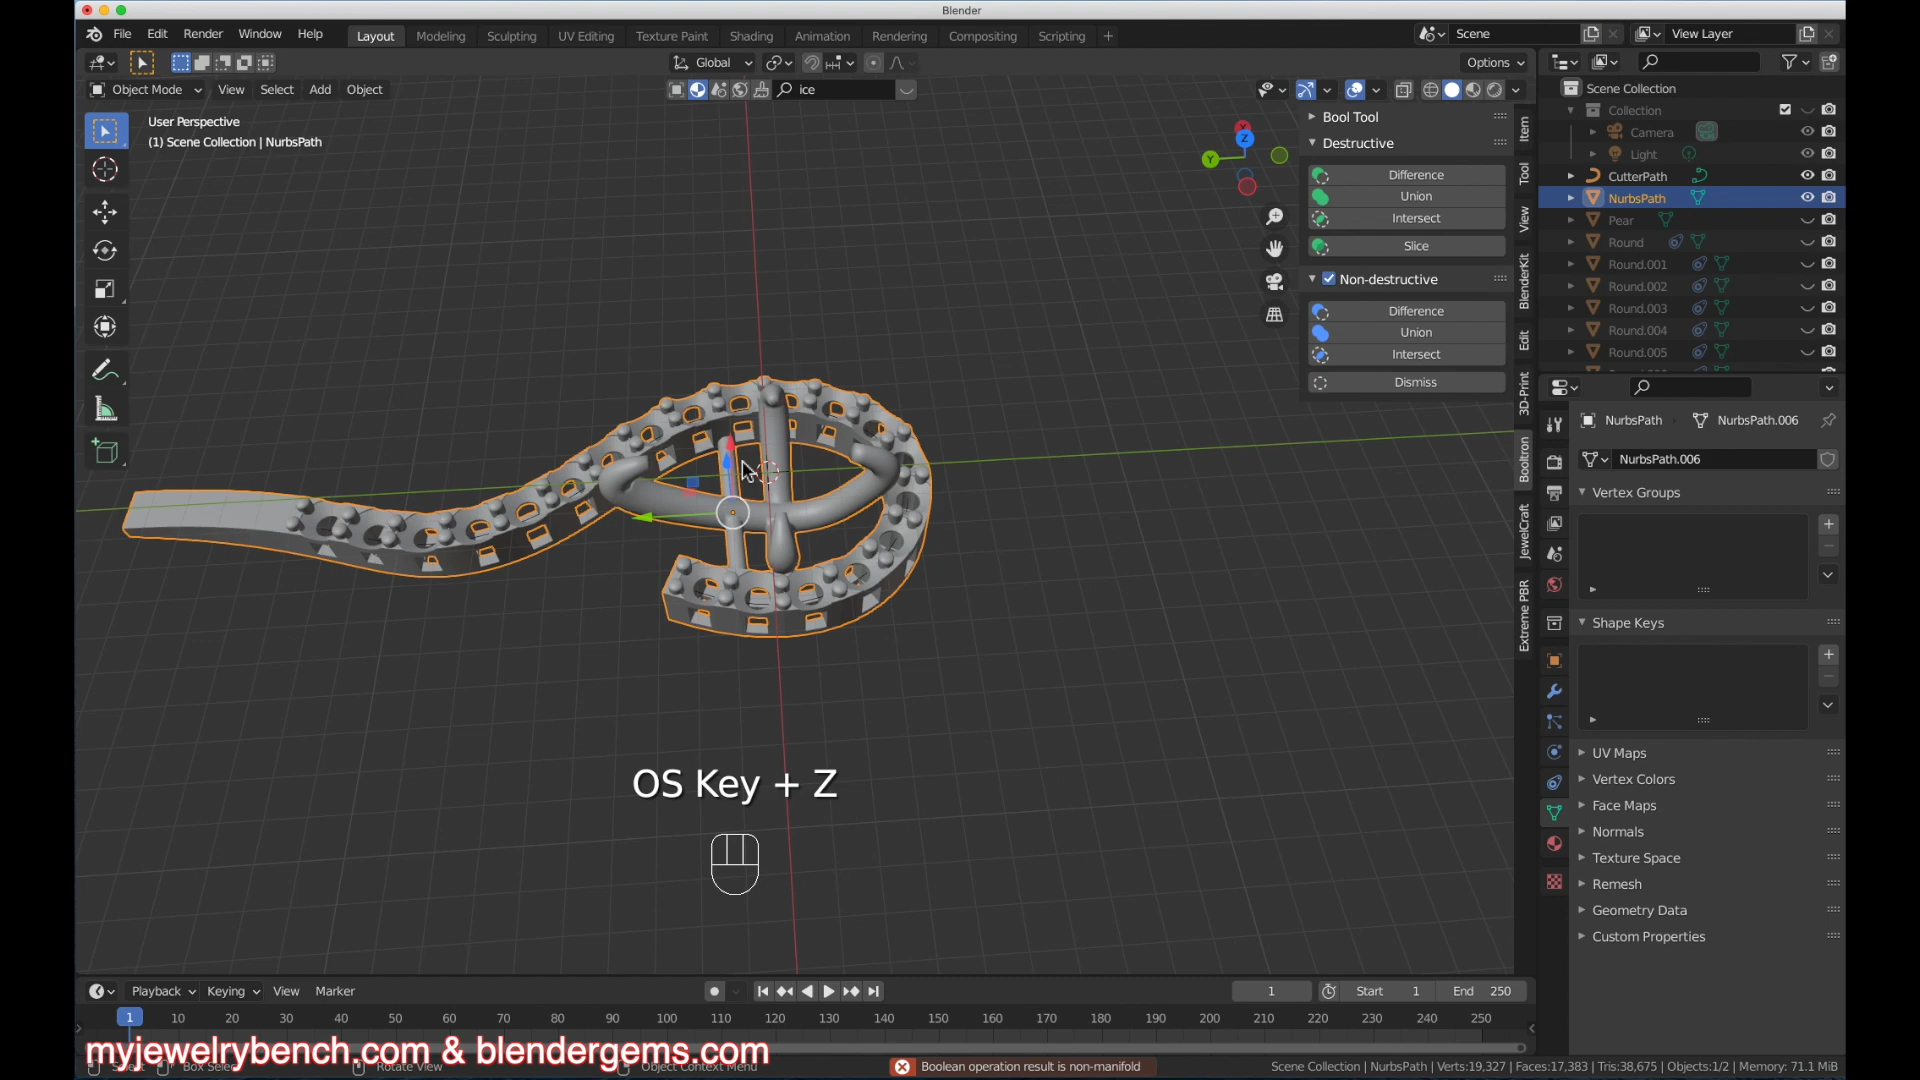 Blender
File Edit Render Window Help Layout Modeling Sculpting UV Editing Texture Paint Shading Animation Rendering Compositing Scripting + Scene View Layer
Global Options
Object Mode View Select Add Object ice
User Perspective
(1) Scene Collection | NurbsPath
X
Z
Y
Bool Tool
Destructive
Difference
Union
Intersect
Slice
Non-destructive
Difference
Union
Intersect
Dismiss
Item
Tool
View
BlenderKit
Edit
3D-Print
Booltron
JewelCraft
Extreme PBR
Scene Collection
Collection
Camera
Light
CutterPath
NurbsPath
Pear
Round
Round.001
Round.002
Round.003
Round.004
Round.005
NurbsPath NurbsPath.006
NurbsPath.006
Vertex Groups
Shape Keys
UV Maps
Vertex Colors
Face Maps
Normals
Texture Space
Remesh
Geometry Data
Custom Properties
OS Key + Z
Playback Keying View Marker 1 Start 1 End 250
1 10 20 30 40 50 60 70 80 90 100 110 120 130 140 150 160 170 180 190 200 210 220 230 240 250
myjewelrybench.com & blendergems.com
Select Box Select Rotate View Object Context Menu Boolean operation result is non-manifold Scene Collection | NurbsPath | Verts:19,327 | Faces:17,383 | Tris:38,675 | Objects:1/2 | Memory: 71.1 MiB